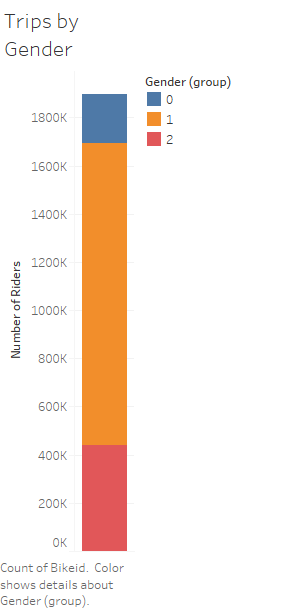 Trips by
Gender
Gender (group)
0
1
2
1800K
1600K
1400K
1200K
1000K
800K
600K
400K
200K
0K
Number of Riders
Count of Bikeid. Color
shows details about
Gender (group).